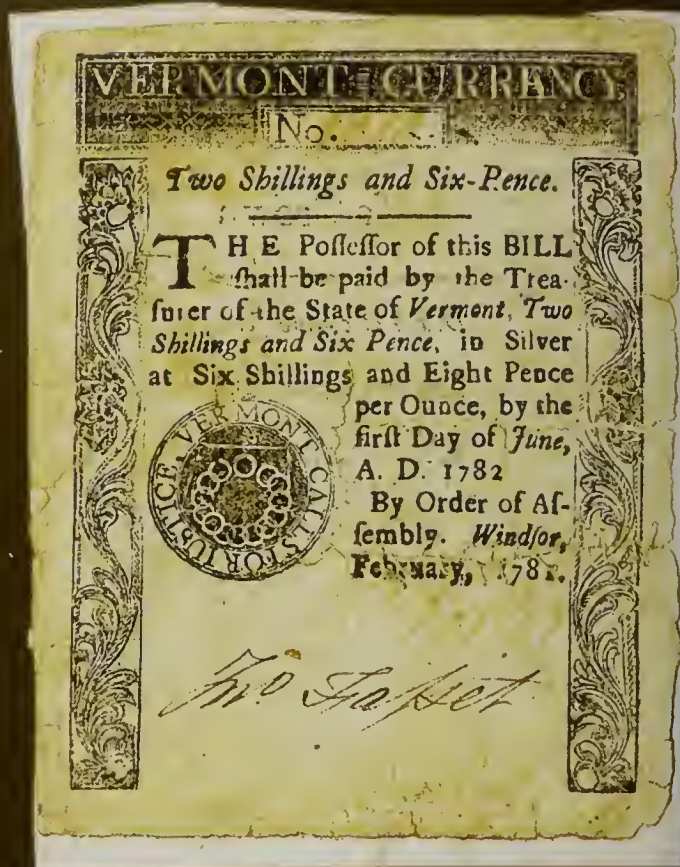 VERMONT CURRENCY.
No.
Two Shillings and Six-Pence.
THE Poſſeſſor of this BILL
ſhall be paid by the Trea-
ſurer of the State of Vermont, Two
Shillings and Six Pence, in Silver
at Six Shillings and Eight Pence
per Ounce, by the
firſt Day of June,
A. D. 1782
By Order of Aſ-
ſembly. Windſor,
February, 1781.
VERMONT CALLS FOR JUSTICE.
Jnº Faſset